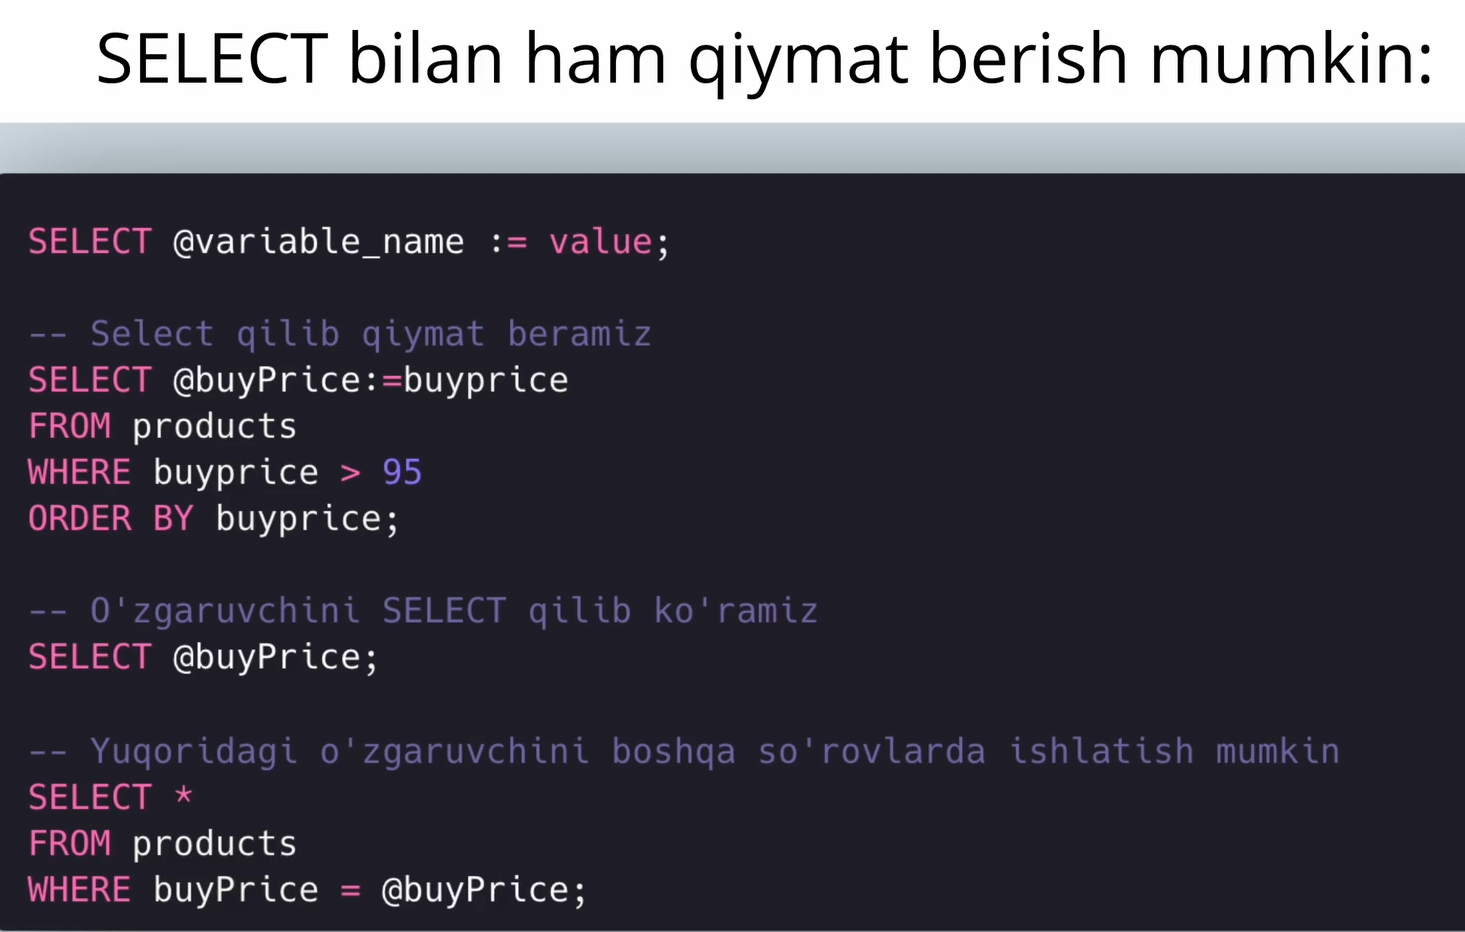 SELECT bilan ham qiymat berish mumkin:
SELECT @variable_name := value;
-- Select qilib qiymat beramiz
SELECT @buyPrice:=buyprice
FROM products
WHERE buyprice > 95
ORDER BY buyprice;
-- O'zgaruvchini SELECT qilib ko'ramiz
SELECT @buyPrice;
-- Yuqoridagi o'zgaruvchini boshqa so'rovlarda ishlatish mumkin
SELECT *
FROM products
WHERE buyPrice = @buyPrice;